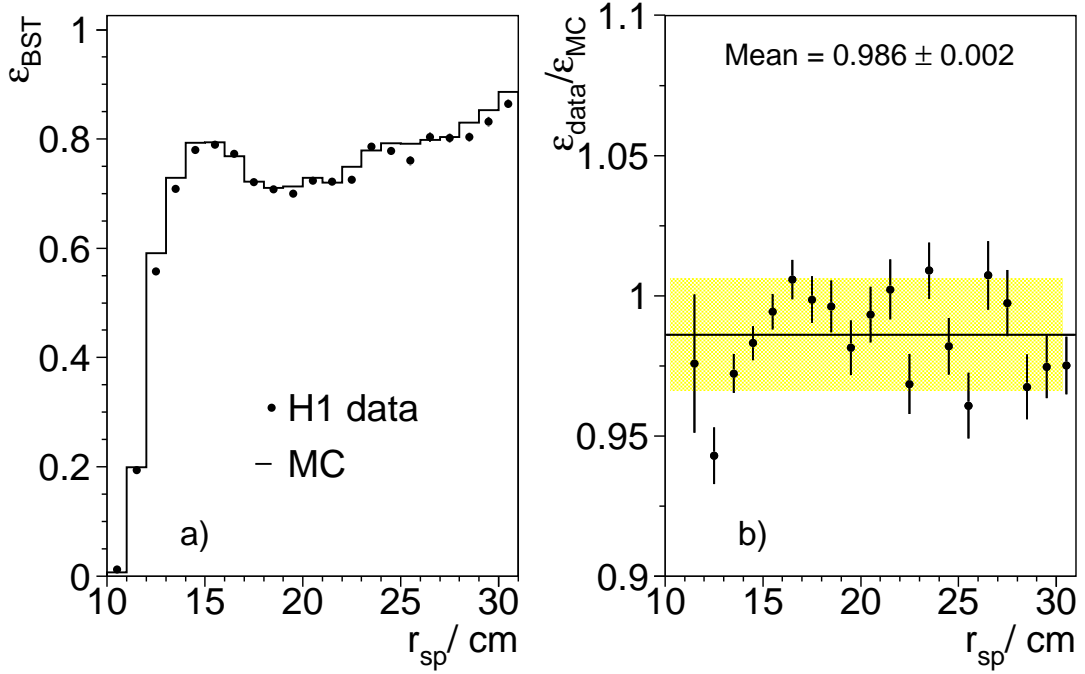 ε_BST
1
0.8
0.6
0.4
0.2
0
H1 data
MC
a)
10 15 20 25 30
r_sp/ cm
ε_data/ε_MC
1.1
1.05
1
0.95
0.9
Mean = 0.986 ± 0.002
b)
10 15 20 25 30
r_sp/ cm